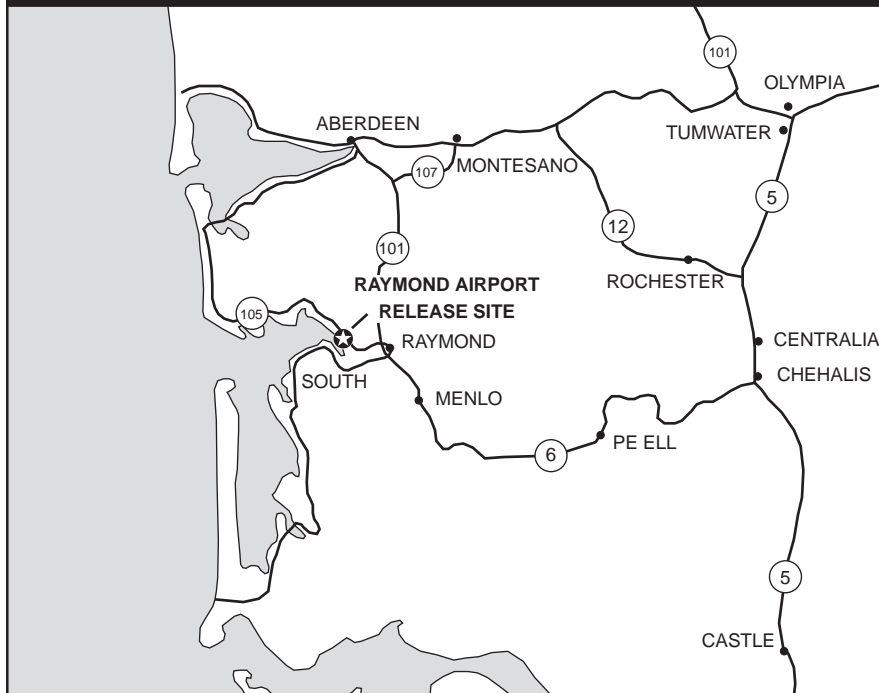 101
OLYMPIA
ABERDEEN
TUMWATER
MONTESANO
107
5
12
101
ROCHESTER
RAYMOND AIRPORT
RELEASE SITE
105
RAYMOND
CENTRALIA
SOUTH
CHEHALIS
MENLO
PE ELL
6
5
CASTLE